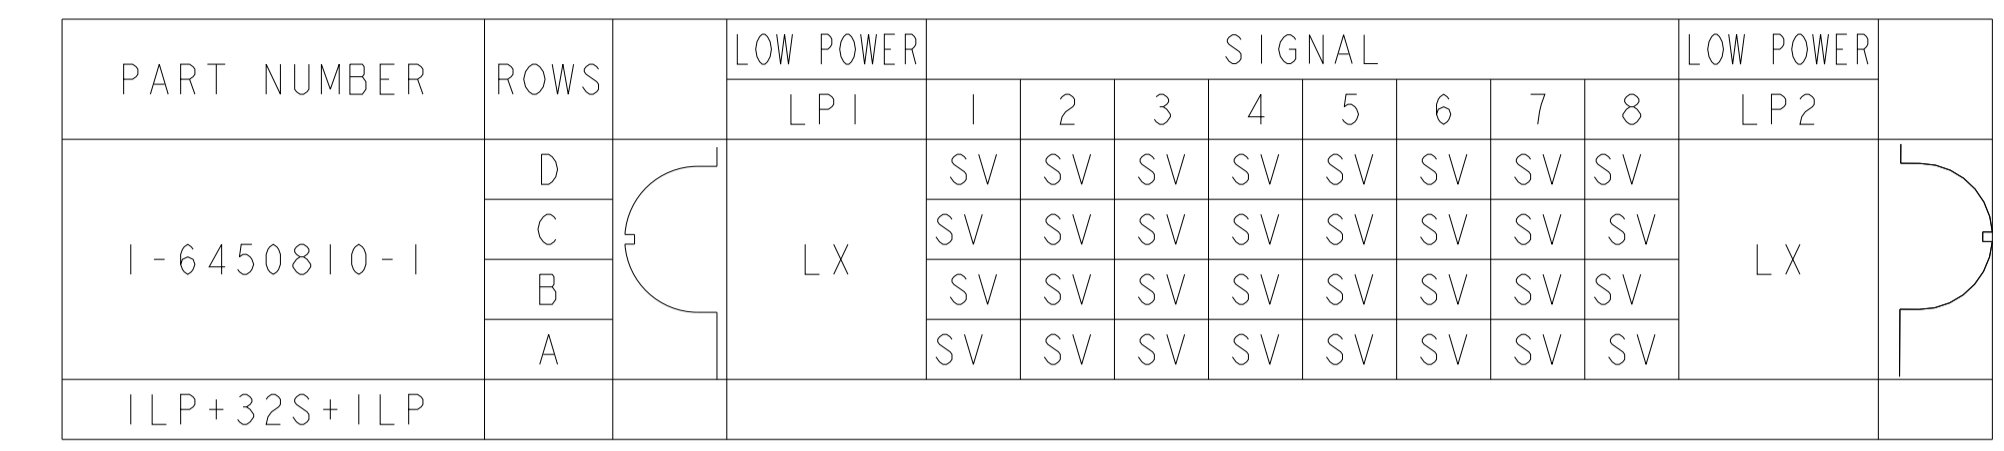 PART NUMBER ROWS LOW POWER SIGNAL LOW POWER
LP1 1 2 3 4 5 6 7 8 LP2
D SV SV SV SV SV SV SV SV
C SV SV SV SV SV SV SV SV
1-6450810-1 LX LX
B SV SV SV SV SV SV SV SV
A SV SV SV SV SV SV SV SV
1LP+32S+1LP